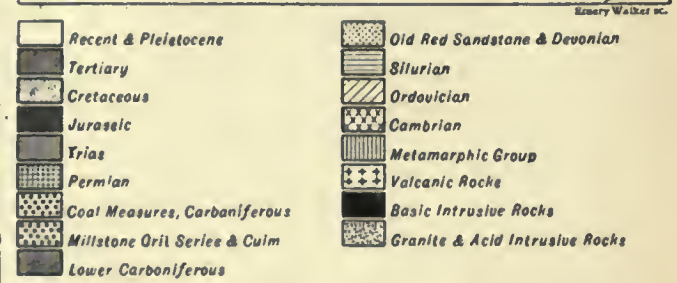 Emery Walker sc.
Recent & Pleistocene
Tertiary
Cretaceous
Jurassic
Trias
Permian
Coal Measures, Carboniferous
Millstone Grit Series & Culm
Lower Carboniferous
Old Red Sandstone & Devonian
Silurian
Ordovician
Cambrian
Metamorphic Group
Volcanic Rocks
Basic Intrusive Rocks
Granite & Acid Intrusive Rocks